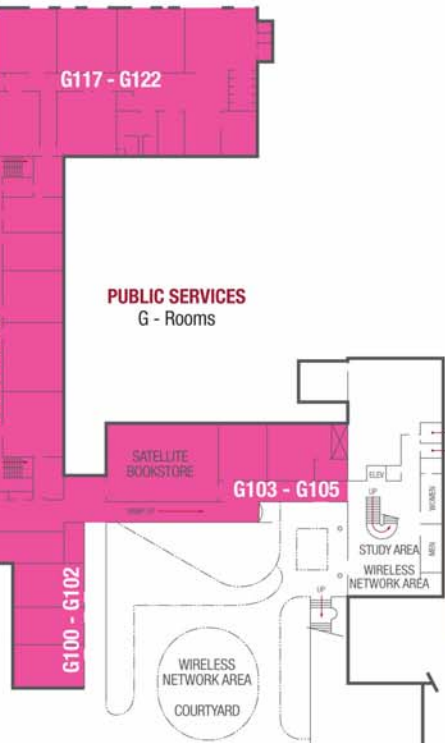 G117 - G122
PUBLIC SERVICES
G - Rooms
SATELLITE
BOOKSTORE
G103 - G105
ELEV
UP
WOMEN
MEN
STUDY AREA
WIRELESS
NETWORK AREA
UP
G100 - G102
WIRELESS
NETWORK AREA
COURTYARD